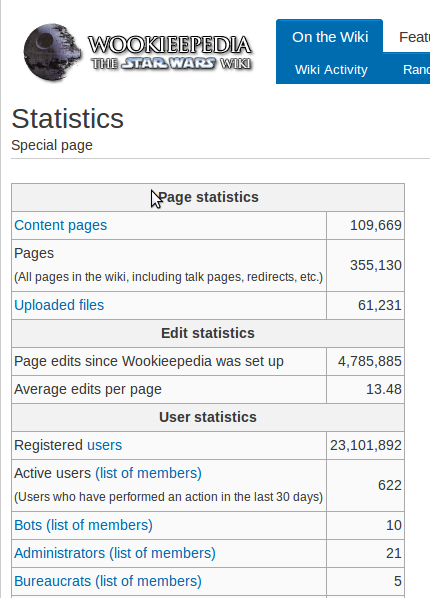 WOOKIEEPEDIA
THE STAR WARS WIKI
On the Wiki
Wiki Activity
Statistics
Special page
Page statistics
Content pages 109,669
Pages
(All pages in the wiki, including talk pages, redirects, etc.) 355,130
Uploaded files 61,231
Edit statistics
Page edits since Wookieepedia was set up 4,785,885
Average edits per page 13.48
User statistics
Registered users 23,101,892
Active users (list of members)
(Users who have performed an action in the last 30 days) 622
Bots (list of members) 10
Administrators (list of members) 21
Bureaucrats (list of members) 5